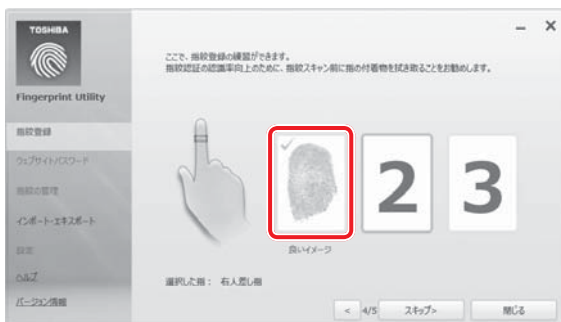 TOSHIBA
Fingerprint Utility
指紋登録
ウェブサイトパスワード
指紋の管理
インポート・エクスポート
設定
ヘルプ
バージョン情報
ここで、指紋登録の練習ができます。
指紋認証の認識率向上のために、指紋スキャン前に指の付着物を拭き取ることをお勧めします。
2
3
良いイメージ
選択した指： 右人差し指
< 4/5 スキップ> 閉じる